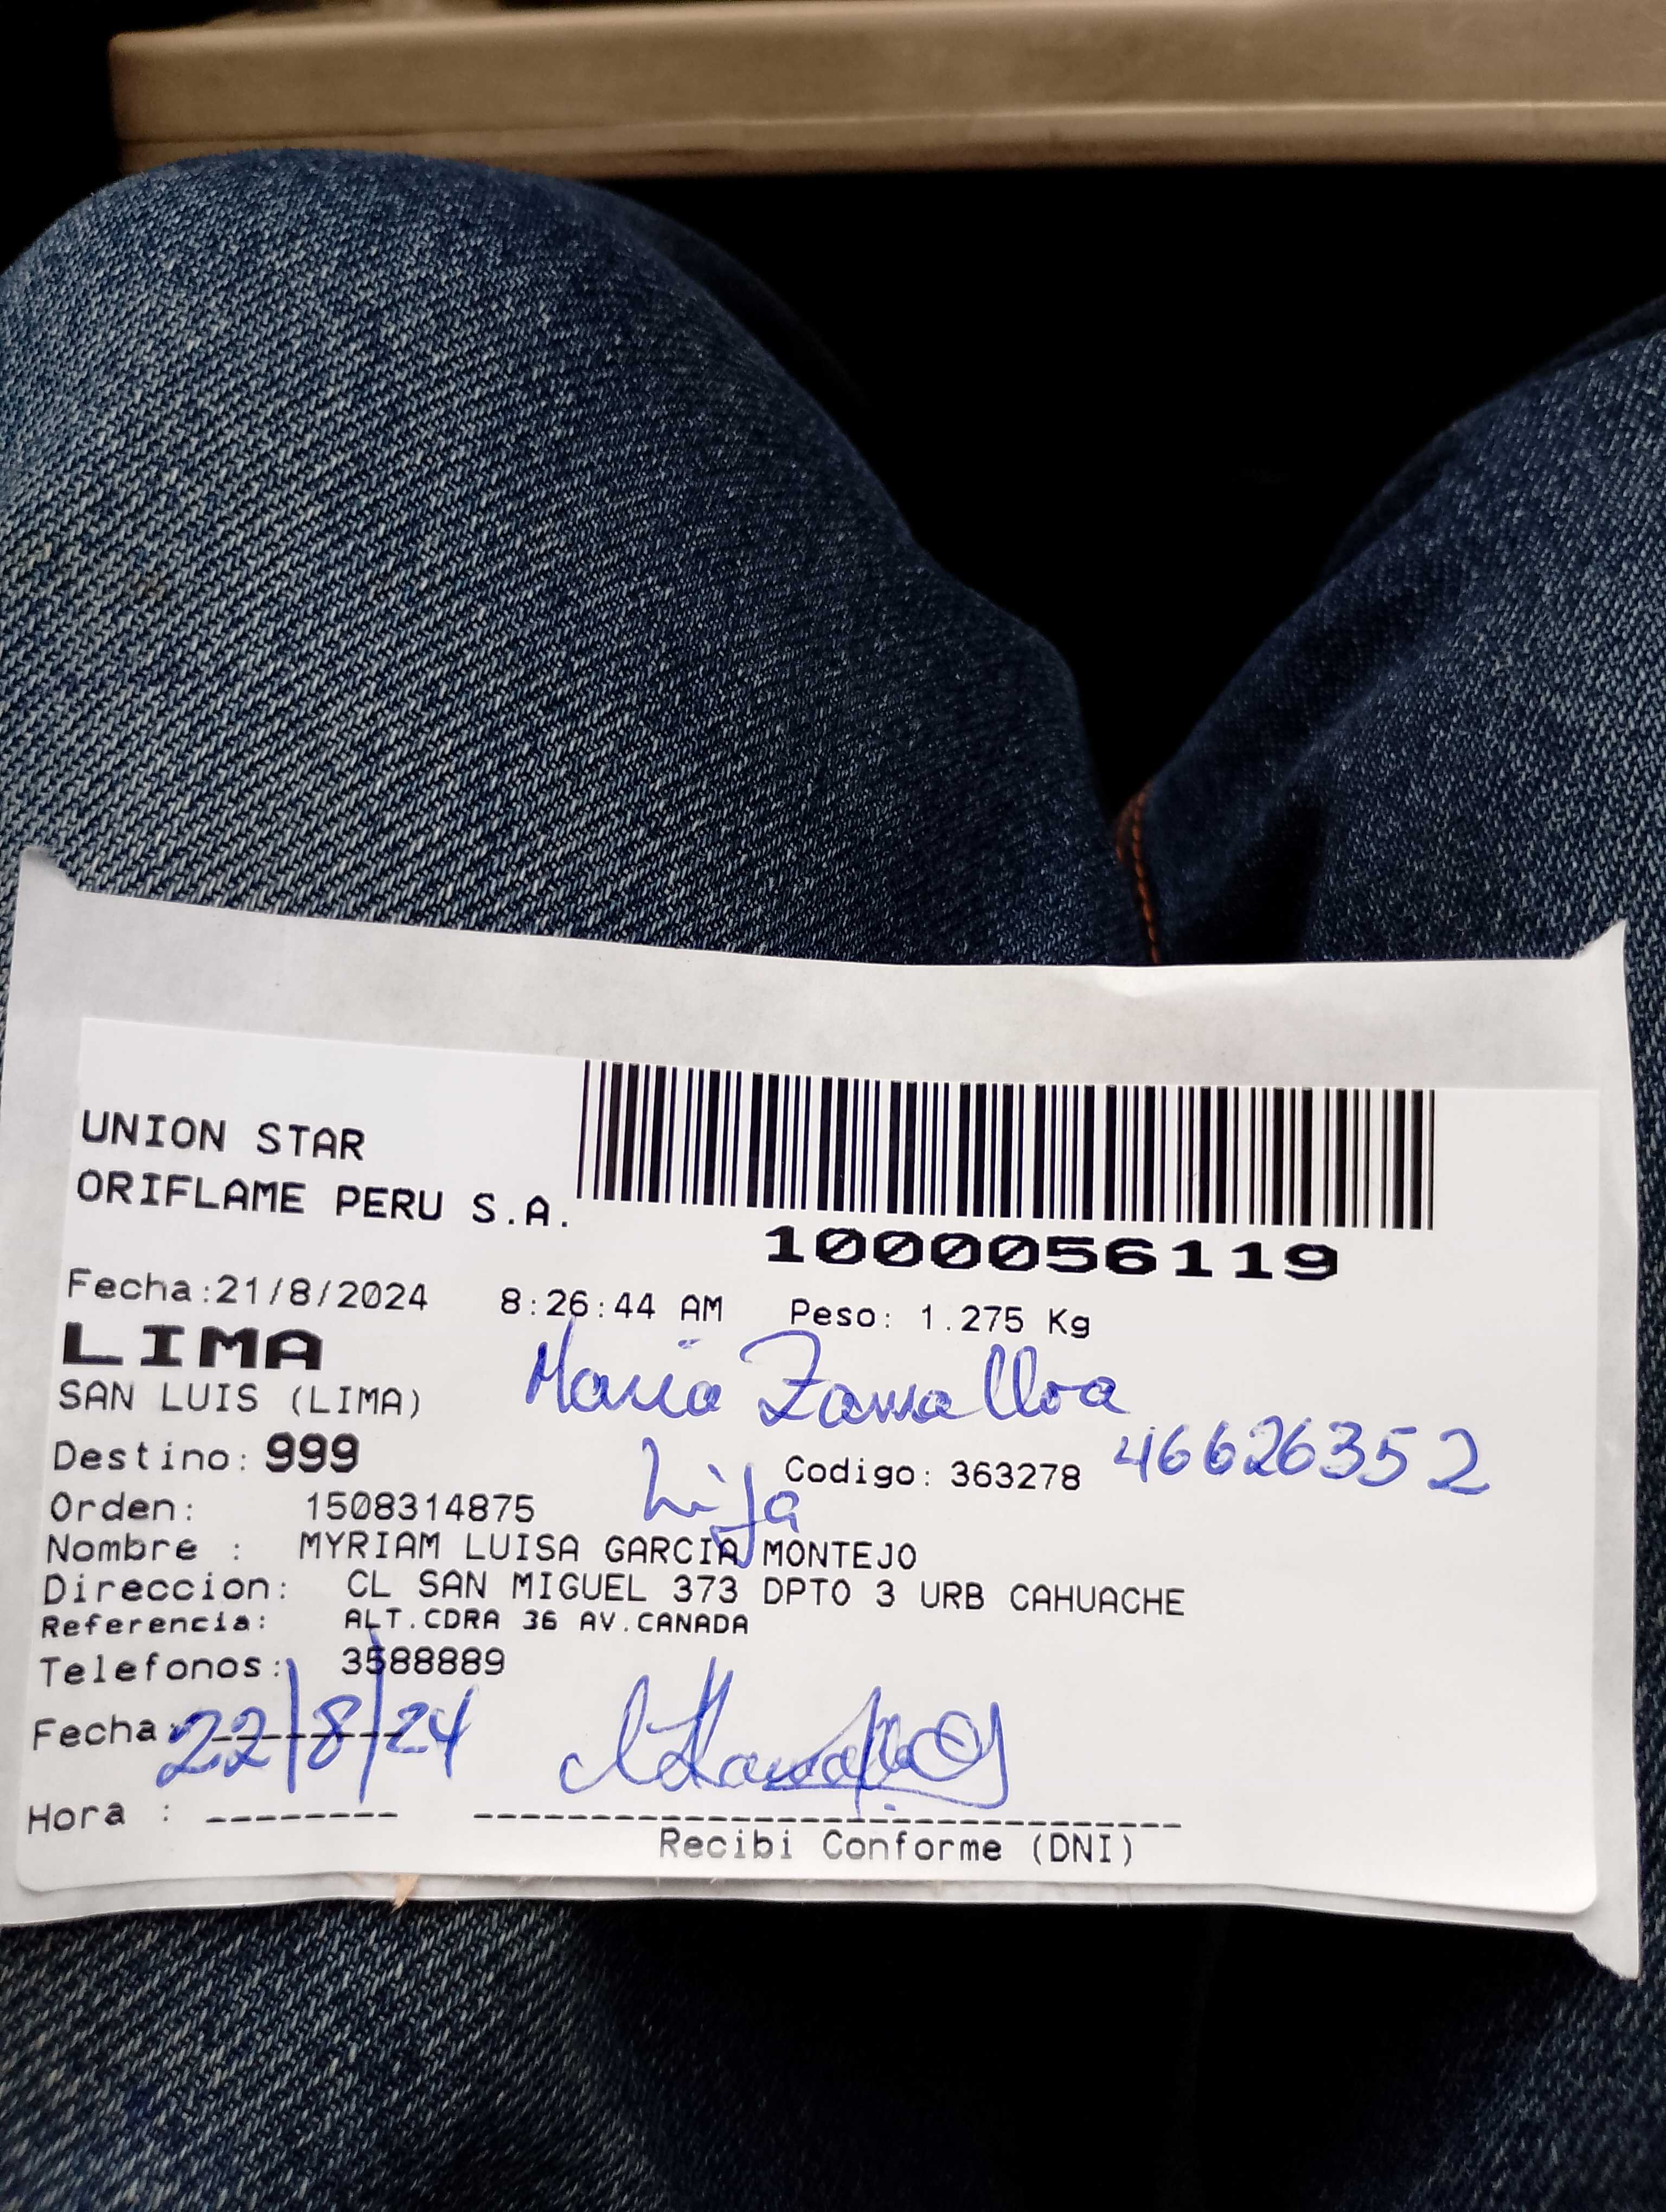 UNION STAR
ORIFLAME PERU S.A.
1000056119
Fecha:21/8/2024 8:26:44 AM Peso: 1.275 Kg
LIMA
Maria Zamalloa
SAN LUIS (LIMA)
Destino: 999 Codigo: 363278 46626352
Hija
Orden: 1508314875
Nombre : MYRIAM LUISA GARCIA MONTEJO
Direccion: CL SAN MIGUEL 373 DPTO 3 URB CAHUACHE
Referencia: ALT.CDRA 36 AV.CANADA
Telefonos: 3588889
Fecha: 22/8/24
Hora :
Recibi Conforme (DNI)